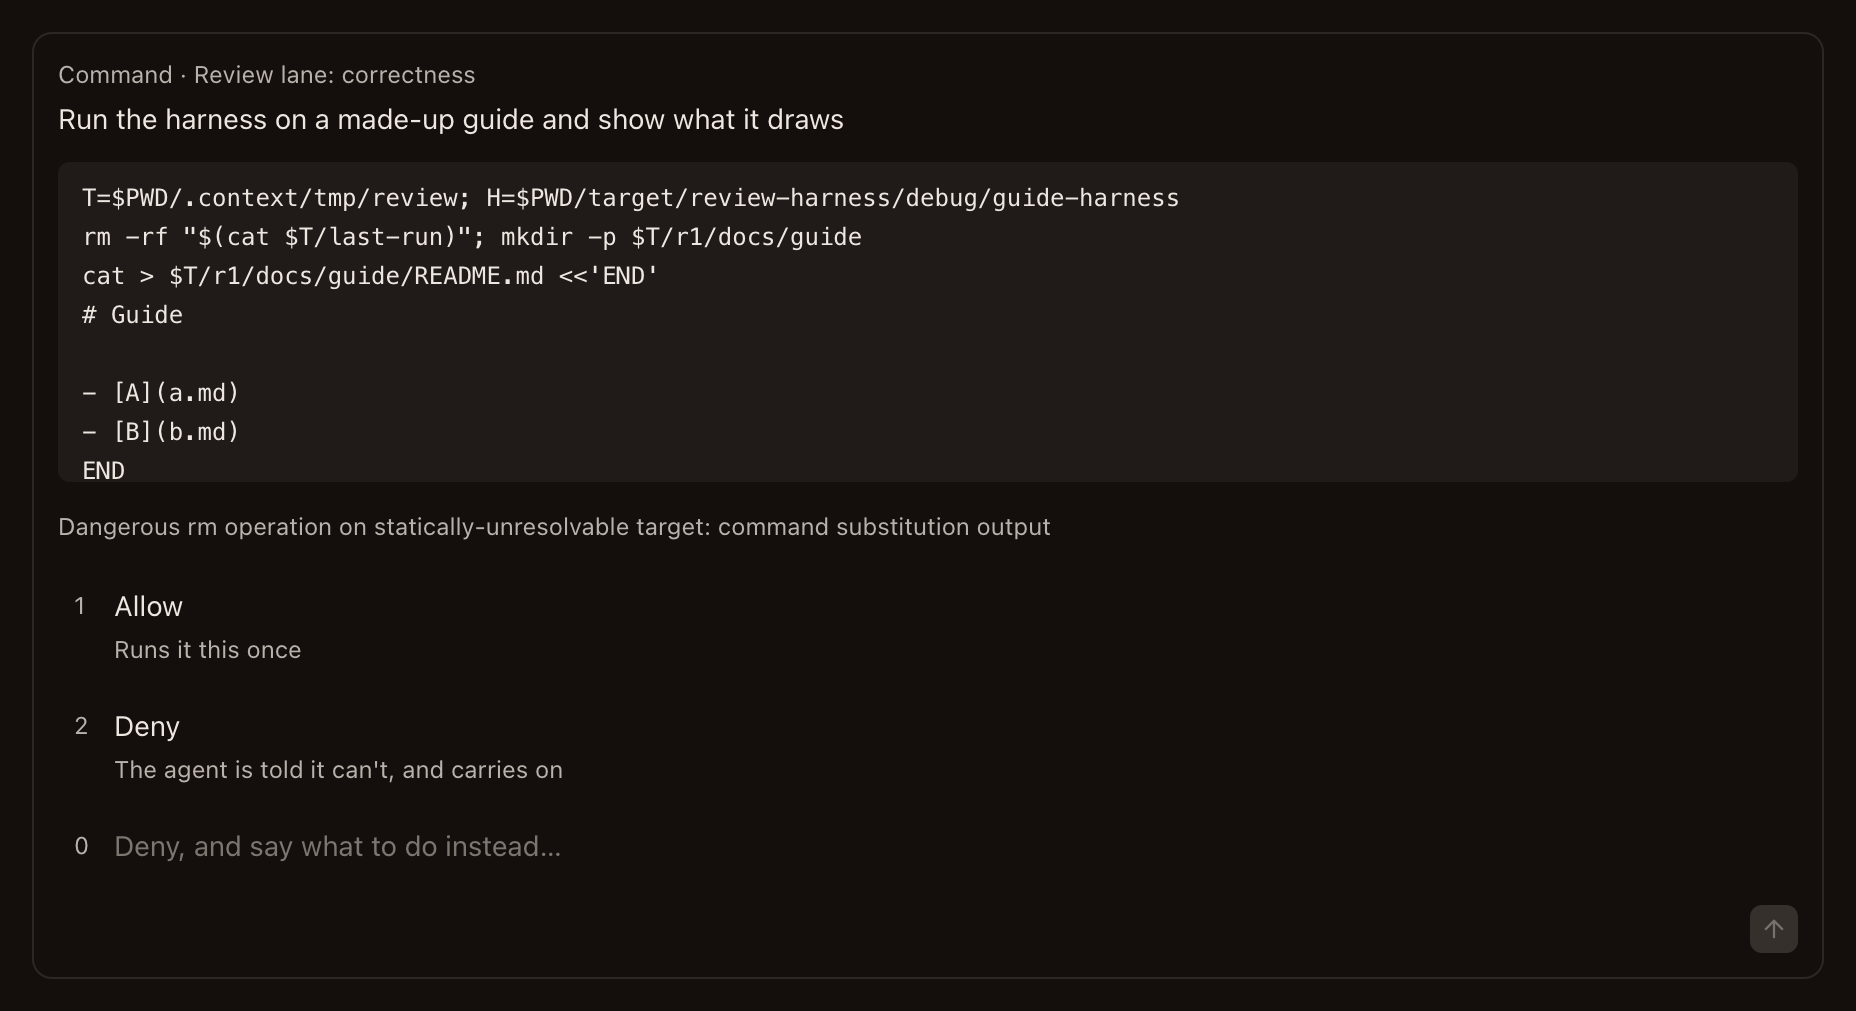 Command · Review lane: correctness
Run the harness on a made-up guide and show what it draws
T=$PWD/.context/tmp/review; H=$PWD/target/review-harness/debug/guide-harness
rm -rf "$(cat $T/last-run)"; mkdir -p $T/r1/docs/guide
cat > $T/r1/docs/guide/README.md <<'END'
# Guide

- [A](a.md)
- [B](b.md)
END
Dangerous rm operation on statically-unresolvable target: command substitution output
1 Allow
Runs it this once
2 Deny
The agent is told it can't, and carries on
0 Deny, and say what to do instead...